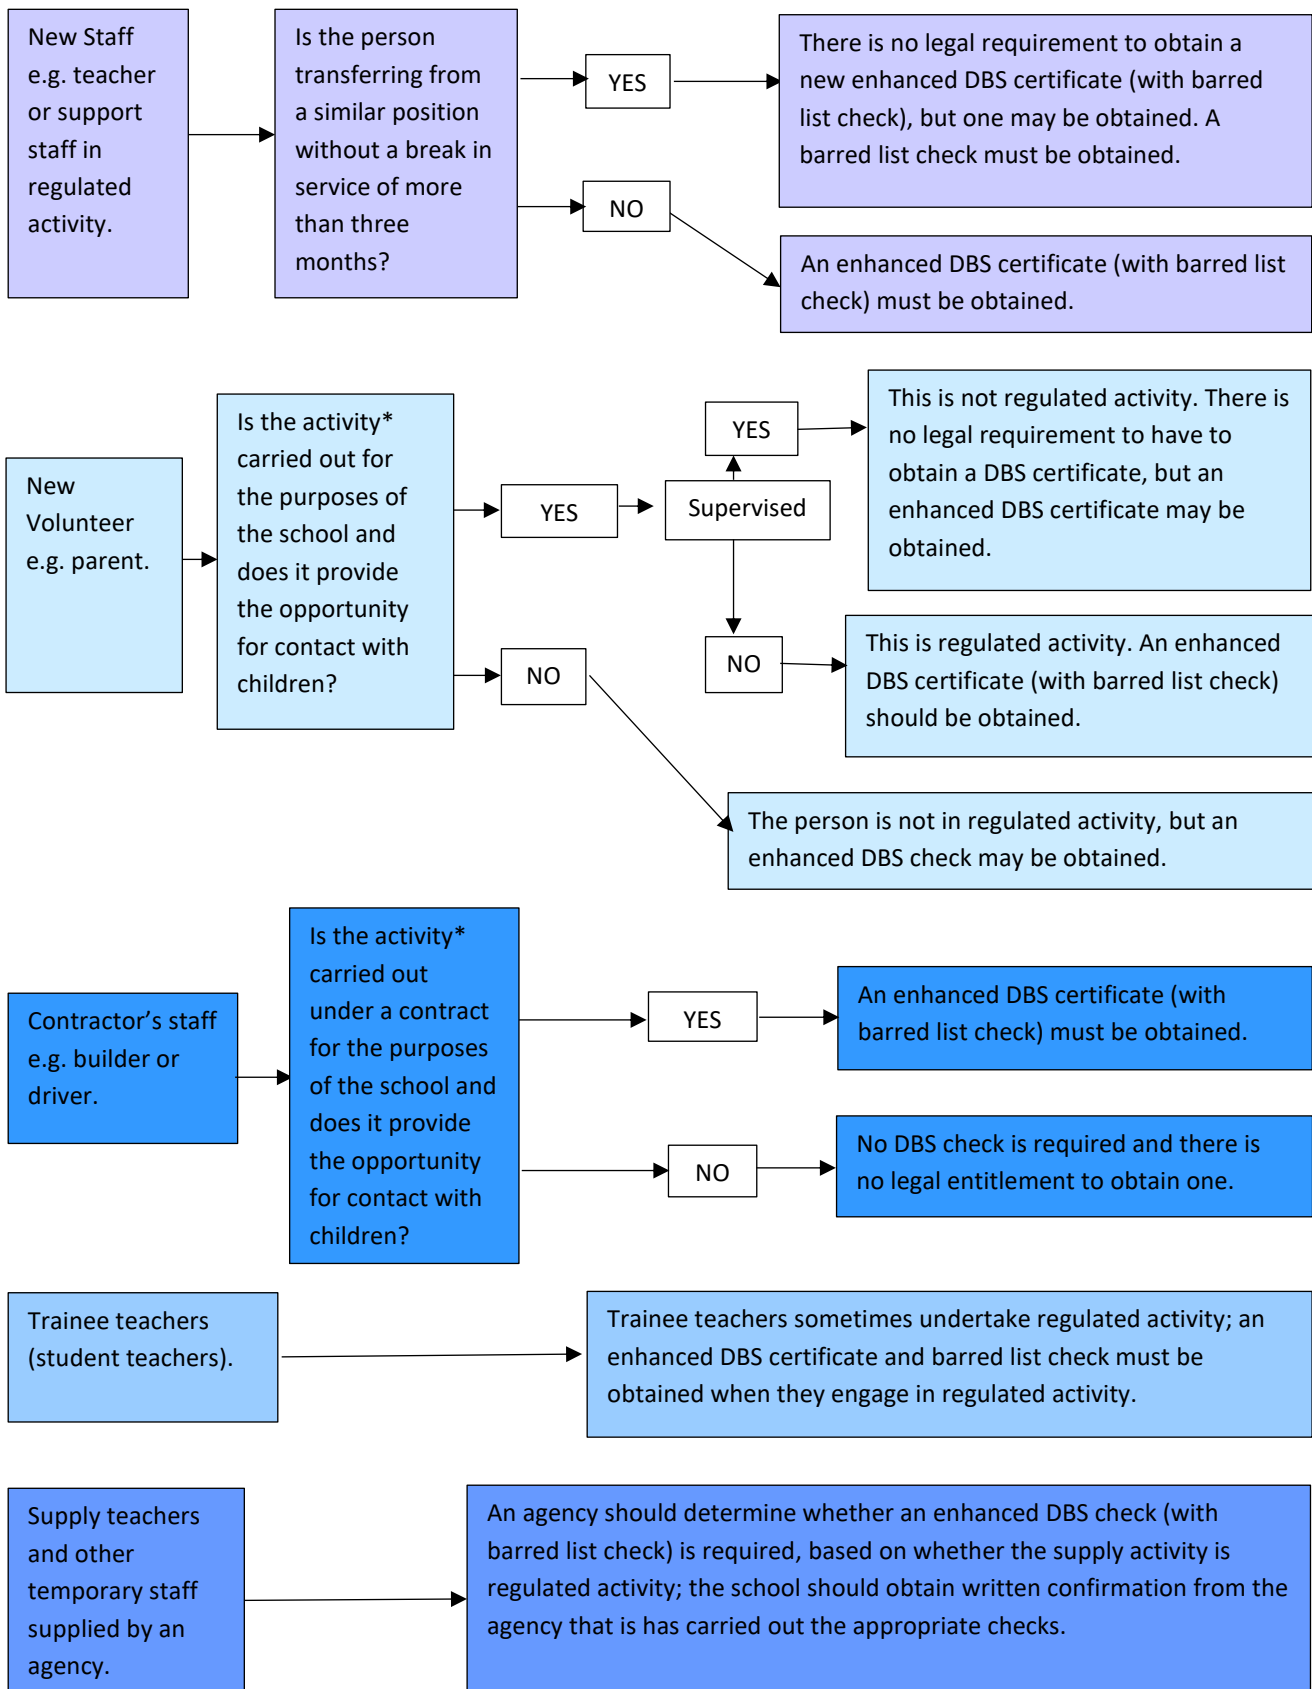 New Staff
e.g. teacher
or support
staff in
regulated
activity.
Is the person
transferring from
a similar position
without a break in
service of more
than three
months?
YES
There is no legal requirement to obtain a
new enhanced DBS certificate (with barred
list check), but one may be obtained. A
barred list check must be obtained.
NO
An enhanced DBS certificate (with barred list
check) must be obtained.
New
Volunteer
e.g. parent.
Is the activity*
carried out for
the purposes of
the school and
does it provide
the opportunity
for contact with
children?
YES
Supervised
YES
This is not regulated activity. There is
no legal requirement to have to
obtain a DBS certificate, but an
enhanced DBS certificate may be
obtained.
NO
This is regulated activity. An enhanced
DBS certificate (with barred list check)
should be obtained.
NO
The person is not in regulated activity, but an
enhanced DBS check may be obtained.
Contractor’s staff
e.g. builder or
driver.
Is the activity*
carried out
under a contract
for the purposes
of the school and
does it provide
the opportunity
for contact with
children?
YES
An enhanced DBS certificate (with
barred list check) must be obtained.
NO
No DBS check is required and there is
no legal entitlement to obtain one.
Trainee teachers
(student teachers).
Trainee teachers sometimes undertake regulated activity; an
enhanced DBS certificate and barred list check must be
obtained when they engage in regulated activity.
Supply teachers
and other
temporary staff
supplied by an
agency.
An agency should determine whether an enhanced DBS check (with
barred list check) is required, based on whether the supply activity is
regulated activity; the school should obtain written confirmation from the
agency that is has carried out the appropriate checks.